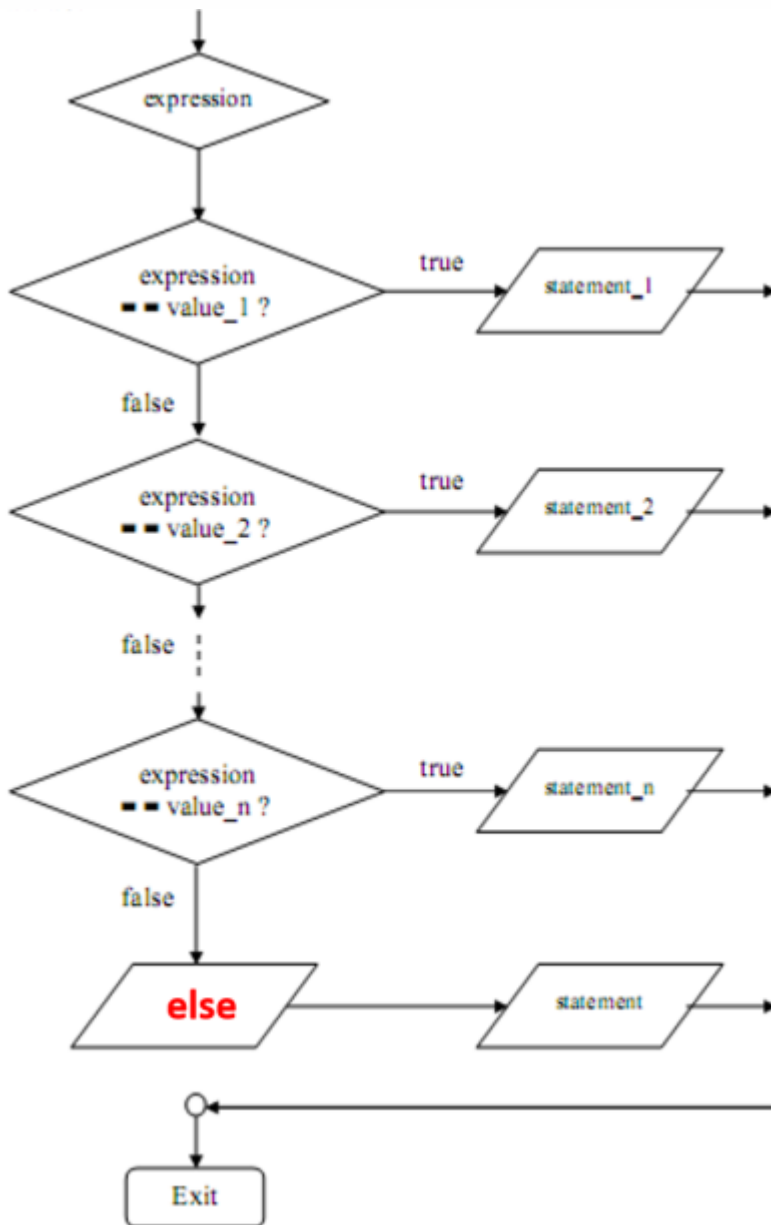 expression
expression
== value_1 ?
true
statement_1
false
expression
== value_2 ?
true
statement_2
false
expression
== value_n ?
true
statement_n
false
else
statement
Exit